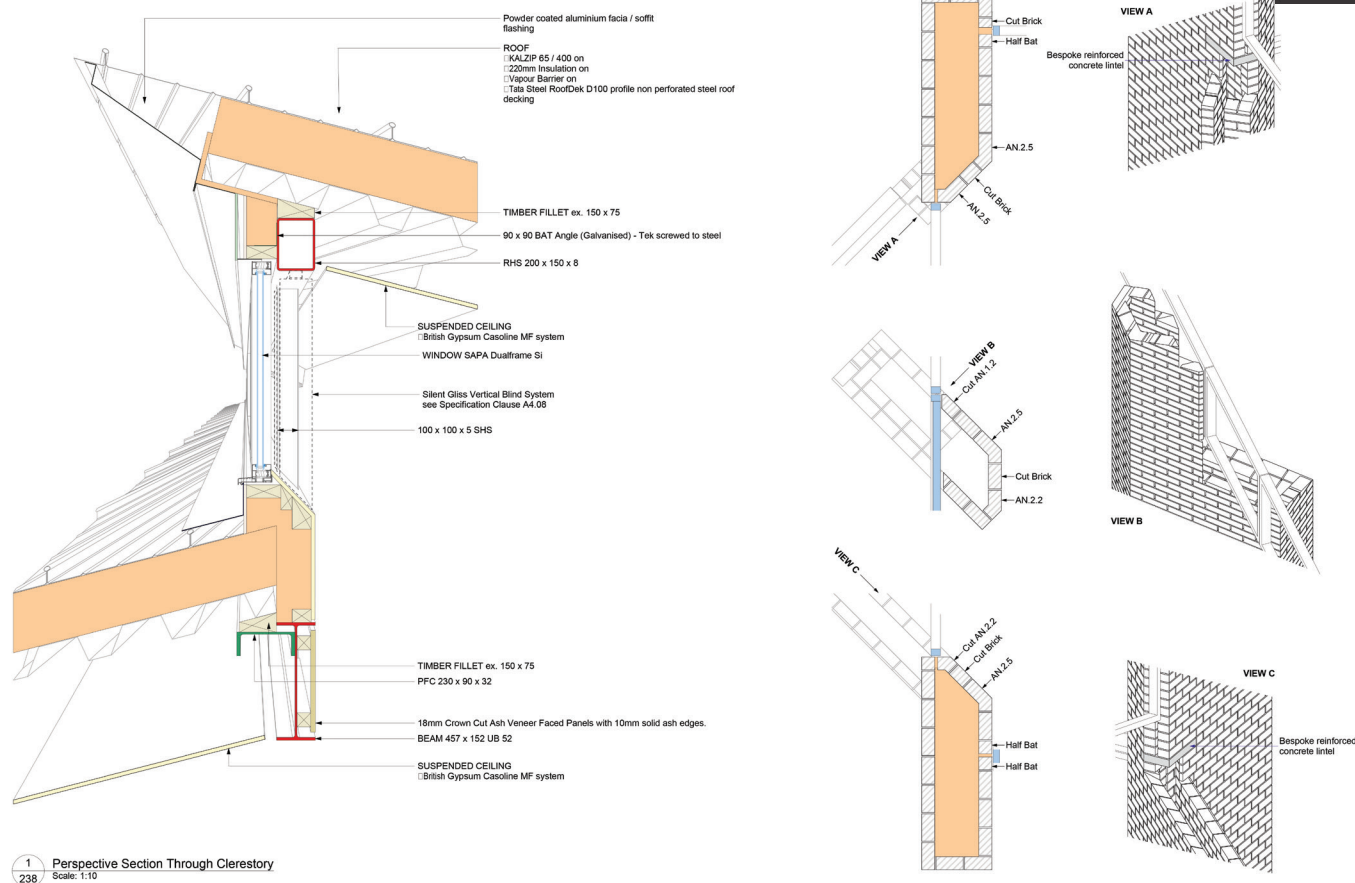 Powder coated aluminium facia / soffit
flashing
ROOF
□KALZIP 65 / 400 on
□220mm Insulation on
□Vapour Barrier on
□Tata Steel RoofDek D100 profile non perforated steel roof
decking
TIMBER FILLET ex. 150 x 75
90 x 90 BAT Angle (Galvanised) - Tek screwed to steel
RHS 200 x 150 x 8
SUSPENDED CEILING
□British Gypsum Casoline MF system
WINDOW SAPA Dualframe Si
Silent Gliss Vertical Blind System
see Specification Clause A4.08
100 x 100 x 5 SHS
TIMBER FILLET ex. 150 x 75
PFC 230 x 90 x 32
18mm Crown Cut Ash Veneer Faced Panels with 10mm solid ash edges.
BEAM 457 x 152 UB 52
SUSPENDED CEILING
□British Gypsum Casoline MF system
1
238
Perspective Section Through Clerestory
Scale: 1:10
Cut Brick
Half Bat
AN.2.5
Cut Brick
AN.2.5
VIEW A
VIEW A
Bespoke reinforced
concrete lintel
VIEW B
Cut AN.1.2
AN.2.5
Cut Brick
AN.2.2
VIEW B
VIEW C
Cut AN.2.2
Cut Brick
AN.2.5
Half Bat
Half Bat
VIEW C
Bespoke reinforced
concrete lintel